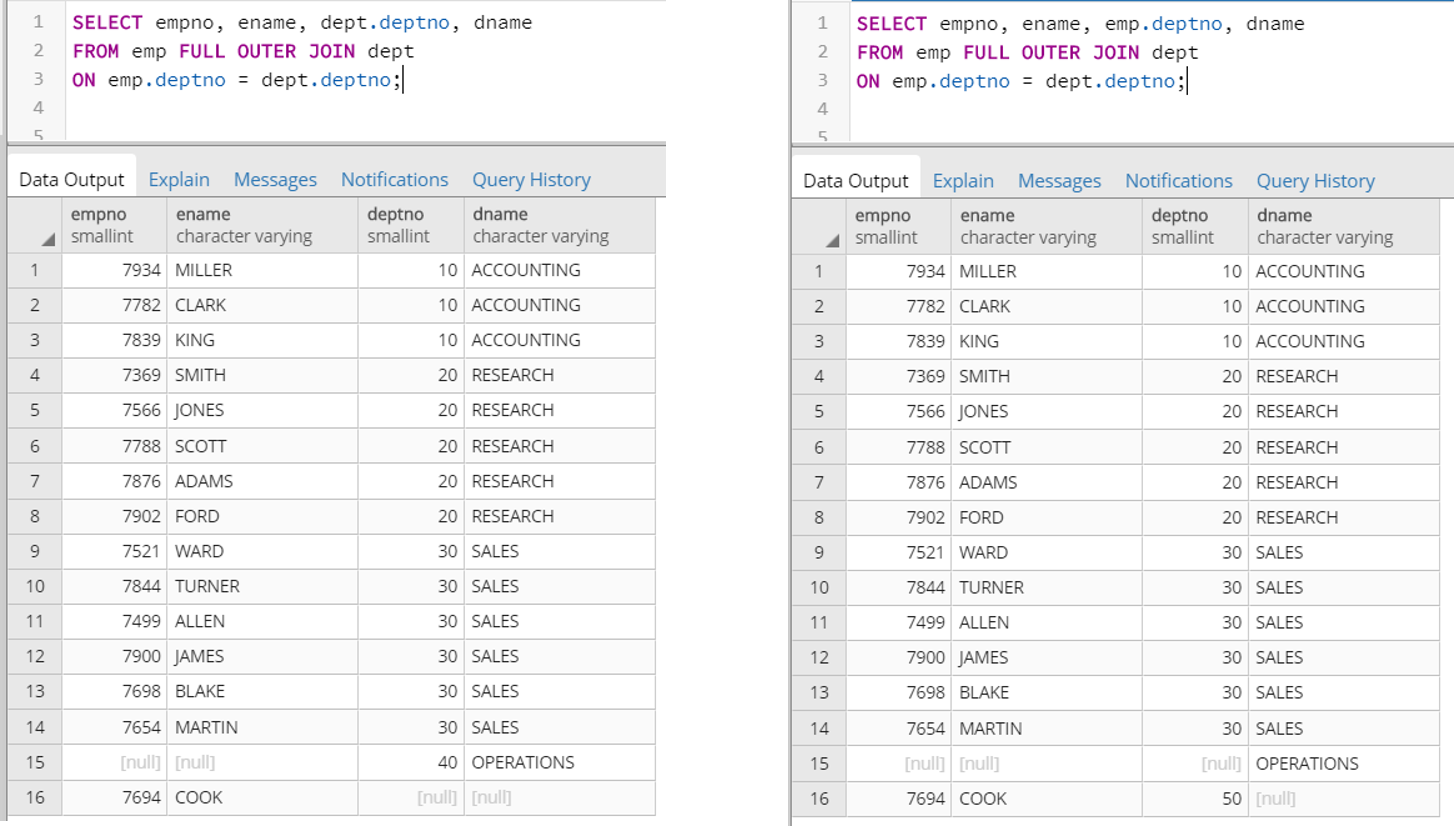 1 SELECT empno, ename, dept.deptno, dname
2 FROM emp FULL OUTER JOIN dept
3 ON emp.deptno = dept.deptno;
4
5
Data Output Explain Messages Notifications Query History
empno ename deptno dname
smallint character varying smallint character varying
1 7934 MILLER 10 ACCOUNTING
2 7782 CLARK 10 ACCOUNTING
3 7839 KING 10 ACCOUNTING
4 7369 SMITH 20 RESEARCH
5 7566 JONES 20 RESEARCH
6 7788 SCOTT 20 RESEARCH
7 7876 ADAMS 20 RESEARCH
8 7902 FORD 20 RESEARCH
9 7521 WARD 30 SALES
10 7844 TURNER 30 SALES
11 7499 ALLEN 30 SALES
12 7900 JAMES 30 SALES
13 7698 BLAKE 30 SALES
14 7654 MARTIN 30 SALES
15 [null] [null] 40 OPERATIONS
16 7694 COOK [null] [null]
1 SELECT empno, ename, emp.deptno, dname
2 FROM emp FULL OUTER JOIN dept
3 ON emp.deptno = dept.deptno;
4
5
Data Output Explain Messages Notifications Query History
empno ename deptno dname
smallint character varying smallint character varying
1 7934 MILLER 10 ACCOUNTING
2 7782 CLARK 10 ACCOUNTING
3 7839 KING 10 ACCOUNTING
4 7369 SMITH 20 RESEARCH
5 7566 JONES 20 RESEARCH
6 7788 SCOTT 20 RESEARCH
7 7876 ADAMS 20 RESEARCH
8 7902 FORD 20 RESEARCH
9 7521 WARD 30 SALES
10 7844 TURNER 30 SALES
11 7499 ALLEN 30 SALES
12 7900 JAMES 30 SALES
13 7698 BLAKE 30 SALES
14 7654 MARTIN 30 SALES
15 [null] [null] [null] OPERATIONS
16 7694 COOK 50 [null]